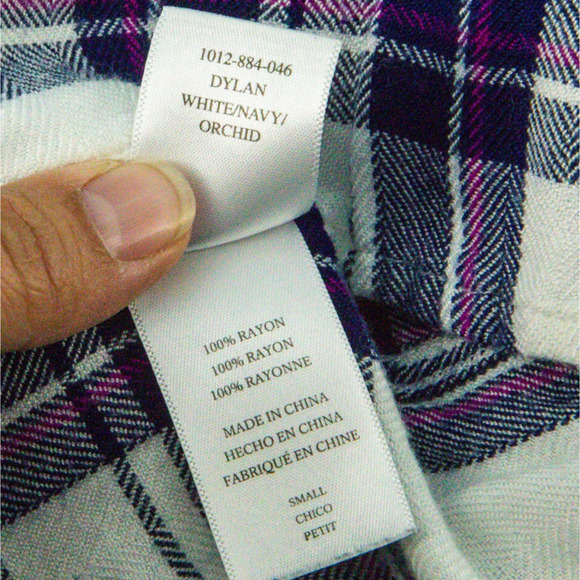 1012-884-046
DYLAN
WHITE/NAVY/
ORCHID
100% RAYON
100% RAYON
100% RAYONNE
MADE IN CHINA
HECHO EN CHINA
FABRIQUÉ EN CHINE
SMALL
CHICO
PETIT